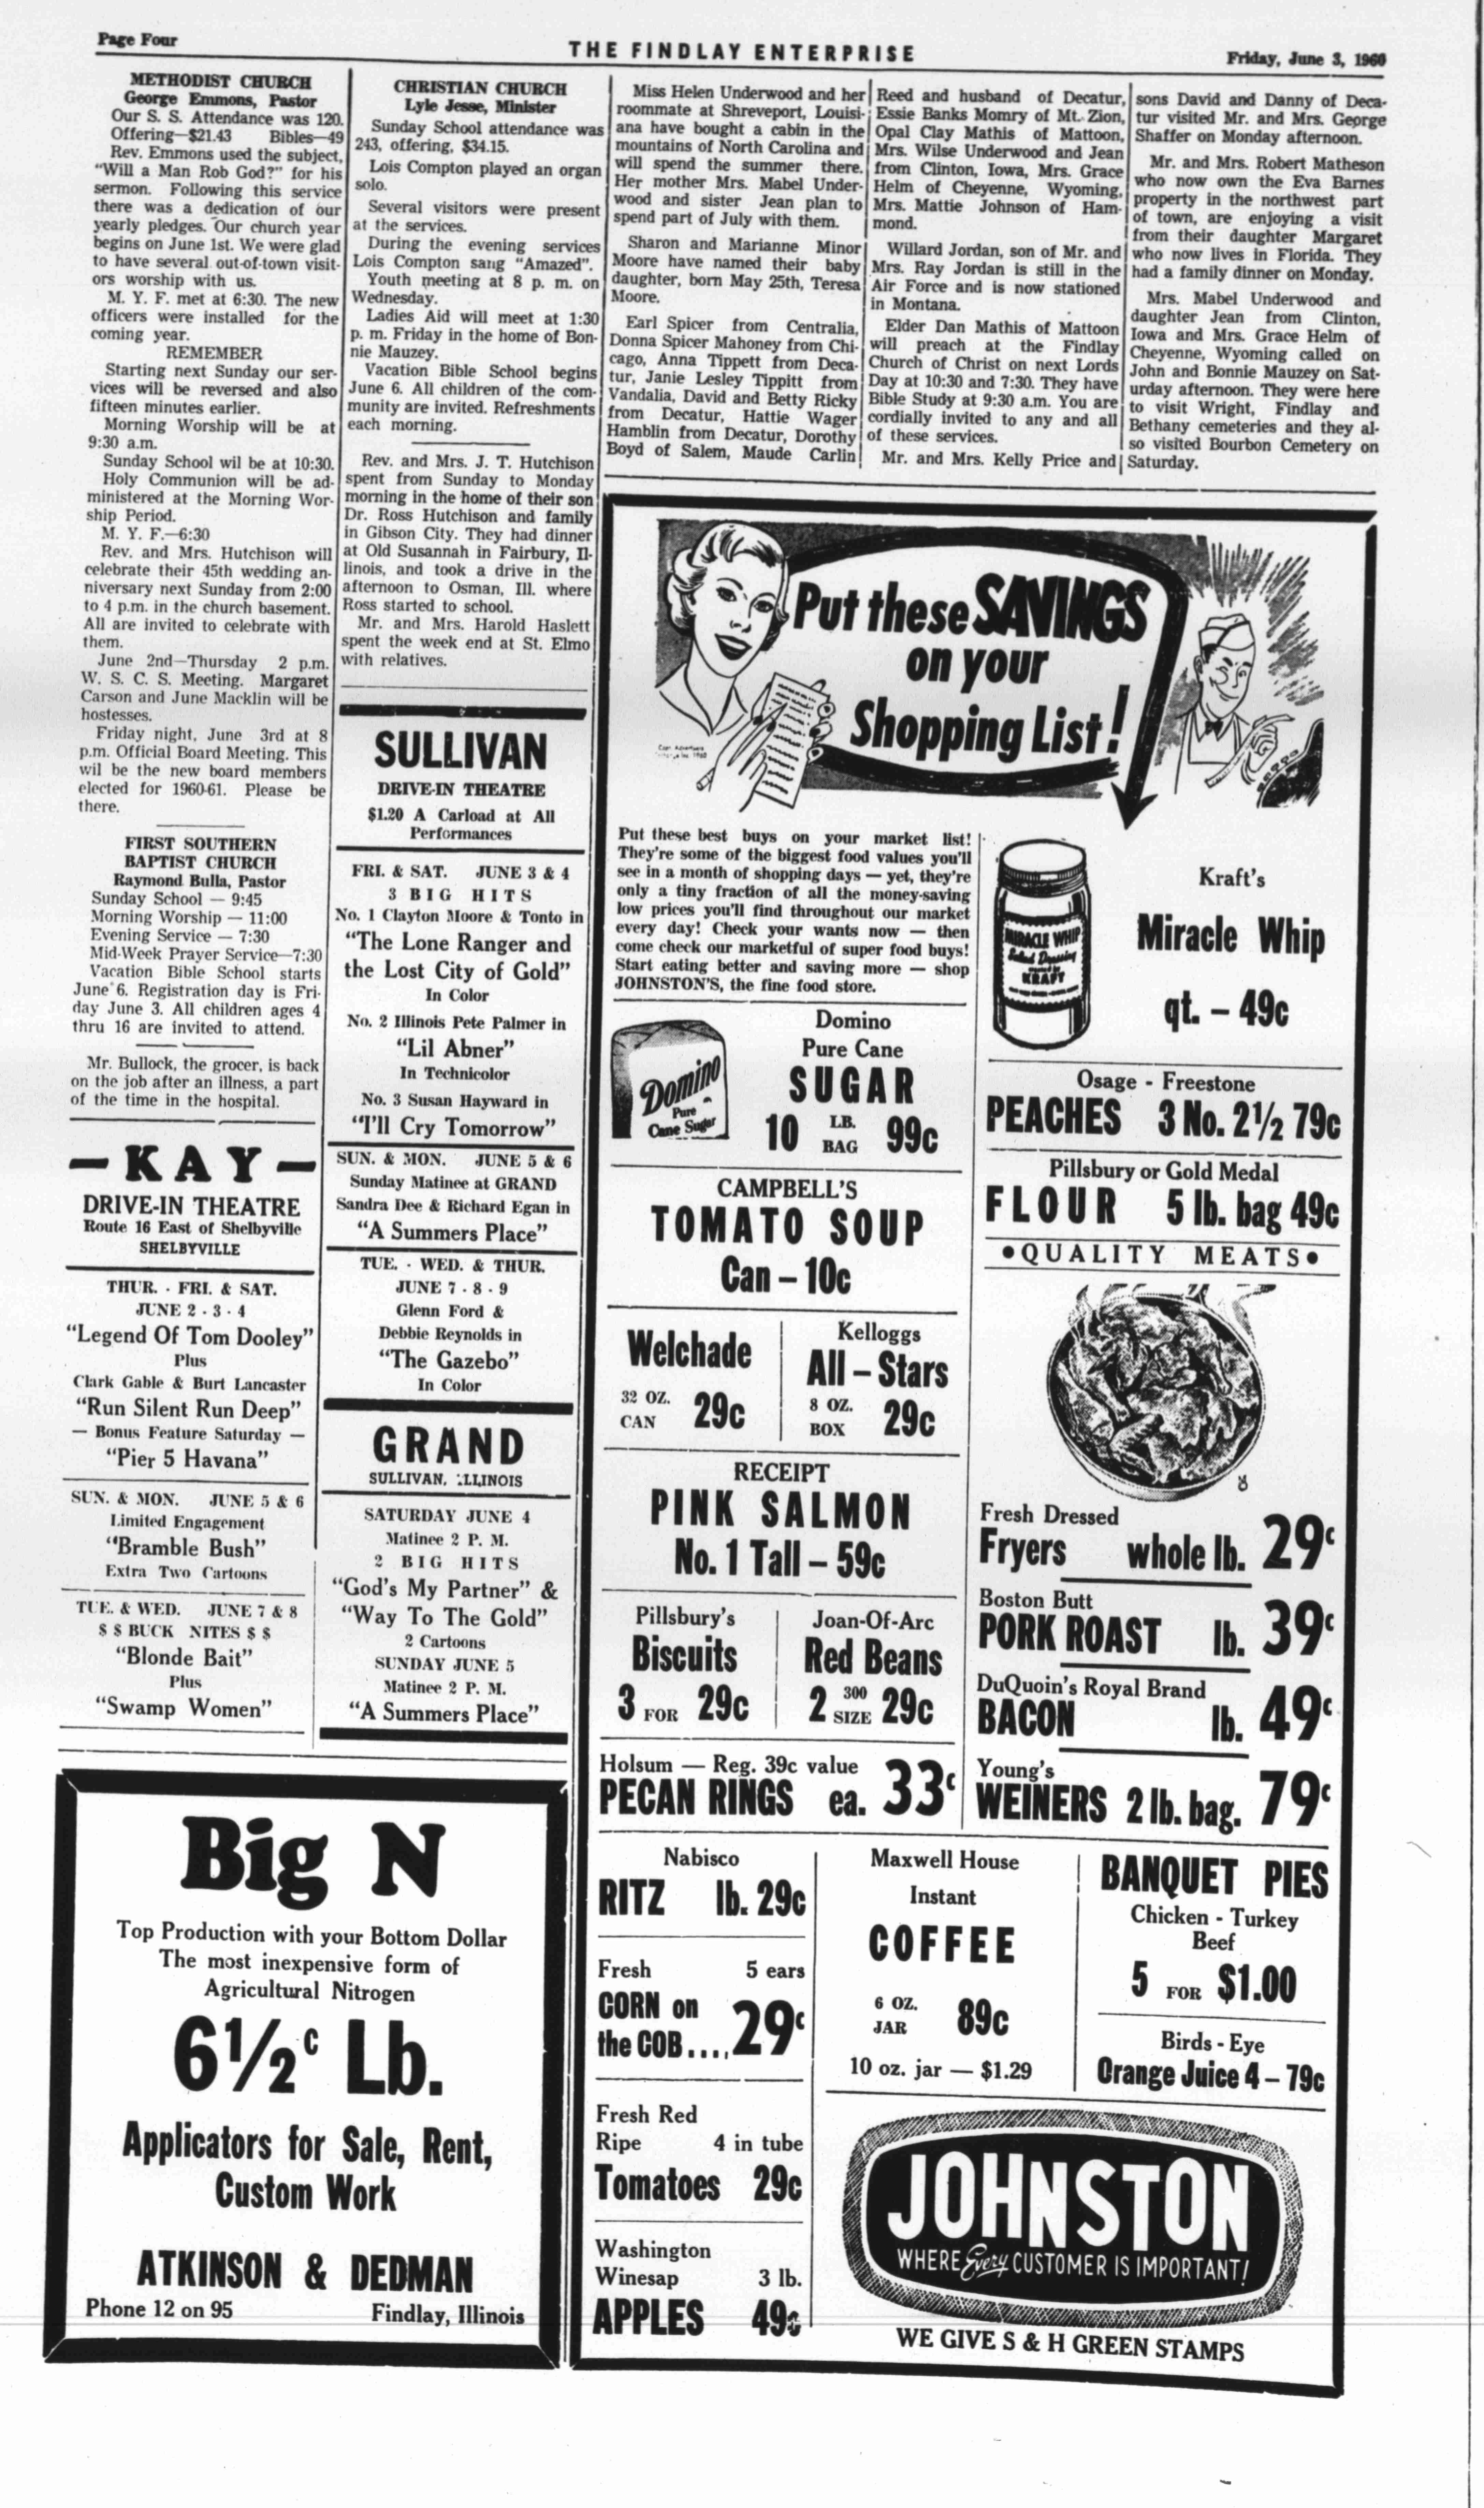 Page Four
THE FINDLAY ENTERPRISE
Friday, June 3, 1960
METHODIST CHURCH
George Emmons, Pastor
Our S. S. Attendance was 120.
Offering—$21.43 Bibles—49
Rev. Emmons used the subject,
"Will a Man Rob God?" for his
sermon. Following this service
there was a dedication of our
yearly pledges. Our church year
begins on June 1st. We were glad
to have several out-of-town visit-
ors worship with us.
M. Y. F. met at 6:30. The new
officers were installed for the
coming year.
REMEMBER
Starting next Sunday our ser-
vices will be reversed and also
fifteen minutes earlier.
Morning Worship will be at
9:30 a.m.
Sunday School wil be at 10:30.
Holy Communion will be ad-
ministered at the Morning Wor-
ship Period.
M. Y. F.—6:30
Rev. and Mrs. Hutchison will
celebrate their 45th wedding an-
niversary next Sunday from 2:00
to 4 p.m. in the church basement.
All are invited to celebrate with
them.
June 2nd—Thursday 2 p.m.
W. S. C. S. Meeting. Margaret
Carson and June Macklin will be
hostesses.
Friday night, June 3rd at 8
p.m. Official Board Meeting. This
wil be the new board members
elected for 1960-61. Please be
there.
FIRST SOUTHERN
BAPTIST CHURCH
Raymond Bulla, Pastor
Sunday School — 9:45
Morning Worship — 11:00
Evening Service — 7:30
Mid-Week Prayer Service—7:30
Vacation Bible School starts
June 6. Registration day is Fri-
day June 3. All children ages 4
thru 16 are invited to attend.
Mr. Bullock, the grocer, is back
on the job after an illness, a part
of the time in the hospital.
— KAY —
DRIVE-IN THEATRE
Route 16 East of Shelbyville
SHELBYVILLE
THUR. - FRI. & SAT.
JUNE 2 - 3 - 4
"Legend Of Tom Dooley"
Plus
Clark Gable & Burt Lancaster
"Run Silent Run Deep"
— Bonus Feature Saturday —
"Pier 5 Havana"
SUN. & MON. JUNE 5 & 6
Limited Engagement
"Bramble Bush"
Extra Two Cartoons
TUE. & WED. JUNE 7 & 8
$ $ BUCK NITES $ $
"Blonde Bait"
Plus
"Swamp Women"
CHRISTIAN CHURCH
Lyle Jesse, Minister
Sunday School attendance was
243, offering, $34.15.
Lois Compton played an organ
solo.
Several visitors were present
at the services.
During the evening services
Lois Compton sang "Amazed".
Youth meeting at 8 p. m. on
Wednesday.
Ladies Aid will meet at 1:30
p. m. Friday in the home of Bon-
nie Mauzey.
Vacation Bible School begins
June 6. All children of the com-
munity are invited. Refreshments
each morning.
Rev. and Mrs. J. T. Hutchison
spent from Sunday to Monday
morning in the home of their son
Dr. Ross Hutchison and family
in Gibson City. They had dinner
at Old Susannah in Fairbury, Il-
linois, and took a drive in the
afternoon to Osman, Ill. where
Ross started to school.
Mr. and Mrs. Harold Haslett
spent the week end at St. Elmo
with relatives.
SULLIVAN
DRIVE-IN THEATRE
$1.20 A Carload at All
Performances
FRI. & SAT. JUNE 3 & 4
3 BIG HITS
No. 1 Clayton Moore & Tonto in
"The Lone Ranger and
the Lost City of Gold"
In Color
No. 2 Illinois Pete Palmer in
"Lil Abner"
In Technicolor
No. 3 Susan Hayward in
"I'll Cry Tomorrow"
SUN. & MON. JUNE 5 & 6
Sunday Matinee at GRAND
Sandra Dee & Richard Egan in
"A Summers Place"
TUE. - WED. & THUR.
JUNE 7 - 8 - 9
Glenn Ford &
Debbie Reynolds in
"The Gazebo"
In Color
GRAND
SULLIVAN, ILLINOIS
SATURDAY JUNE 4
Matinee 2 P. M.
2 BIG HITS
"God's My Partner" &
"Way To The Gold"
2 Cartoons
SUNDAY JUNE 5
Matinee 2 P. M.
"A Summers Place"
Miss Helen Underwood and her
roommate at Shreveport, Louisi-
ana have bought a cabin in the
mountains of North Carolina and
will spend the summer there.
Her mother Mrs. Mabel Under-
wood and sister Jean plan to
spend part of July with them.
Sharon and Marianne Minor
Moore have named their baby
daughter, born May 25th, Teresa
Moore.
Earl Spicer from Centralia,
Donna Spicer Mahoney from Chi-
cago, Anna Tippett from Deca-
tur, Janie Lesley Tippitt from
Vandalia, David and Betty Ricky
from Decatur, Hattie Wager
Hamblin from Decatur, Dorothy
Boyd of Salem, Maude Carlin
Reed and husband of Decatur,
Essie Banks Momry of Mt. Zion,
Opal Clay Mathis of Mattoon,
Mrs. Wilse Underwood and Jean
from Clinton, Iowa, Mrs. Grace
Helm of Cheyenne, Wyoming,
Mrs. Mattie Johnson of Ham-
mond.
Willard Jordan, son of Mr. and
Mrs. Ray Jordan is still in the
Air Force and is now stationed
in Montana.
Elder Dan Mathis of Mattoon
will preach at the Findlay
Church of Christ on next Lords
Day at 10:30 and 7:30. They have
Bible Study at 9:30 a.m. You are
cordially invited to any and all
of these services.
Mr. and Mrs. Kelly Price and
sons David and Danny of Deca-
tur visited Mr. and Mrs. George
Shaffer on Monday afternoon.
Mr. and Mrs. Robert Matheson
who now own the Eva Barnes
property in the northwest part
of town, are enjoying a visit
from their daughter Margaret
who now lives in Florida. They
had a family dinner on Monday.
Mrs. Mabel Underwood and
daughter Jean from Clinton,
Iowa and Mrs. Grace Helm of
Cheyenne, Wyoming called on
John and Bonnie Mauzey on Sat-
urday afternoon. They were here
to visit Wright, Findlay and
Bethany cemeteries and they al-
so visited Bourbon Cemetery on
Saturday.
Put these SAVINGS
on your
Shopping List!
Put these best buys on your market list!
They're some of the biggest food values you'll
see in a month of shopping days — yet, they're
only a tiny fraction of all the money-saving
low prices you'll find throughout our market
every day! Check your wants now — then
come check our marketful of super food buys!
Start eating better and saving more — shop
JOHNSTON'S, the fine food store.
MIRACLE WHIP
Salad Dressing
KRAFT
Kraft's
Miracle Whip
qt. – 49c
Domino
Pure
Cane Sugar
Domino
Pure Cane
SUGAR
10 LB. BAG 99c
Osage - Freestone
PEACHES 3 No. 2½ 79c
CAMPBELL'S
TOMATO SOUP
Can – 10c
Pillsbury or Gold Medal
FLOUR 5 lb. bag 49c
•QUALITY MEATS•
Welchade
32 OZ. CAN 29c
Kelloggs
All – Stars
8 OZ. BOX 29c
RECEIPT
PINK SALMON
No. 1 Tall – 59c
Fresh Dressed
Fryers whole lb. 29c
Boston Butt
PORK ROAST lb. 39c
DuQuoin's Royal Brand
BACON lb. 49c
Young's
WEINERS 2 lb. bag. 79c
Pillsbury's
Biscuits
3 FOR 29c
Joan-Of-Arc
Red Beans
2 300 SIZE 29c
Holsum — Reg. 39c value
PECAN RINGS ea. 33c
Nabisco
RITZ lb. 29c
Fresh 5 ears
CORN on
the COB...,29c
Fresh Red
Ripe 4 in tube
Tomatoes 29c
Washington
Winesap 3 lb.
APPLES 49c
Maxwell House
Instant
COFFEE
6 OZ. JAR 89c
10 oz. jar — $1.29
BANQUET PIES
Chicken - Turkey
Beef
5 FOR $1.00
Birds - Eye
Orange Juice 4 – 79c
JOHNSTON
WHERE Every CUSTOMER IS IMPORTANT!
WE GIVE S & H GREEN STAMPS
Big N
Top Production with your Bottom Dollar
The most inexpensive form of
Agricultural Nitrogen
6½c Lb.
Applicators for Sale, Rent,
Custom Work
ATKINSON & DEDMAN
Phone 12 on 95 Findlay, Illinois